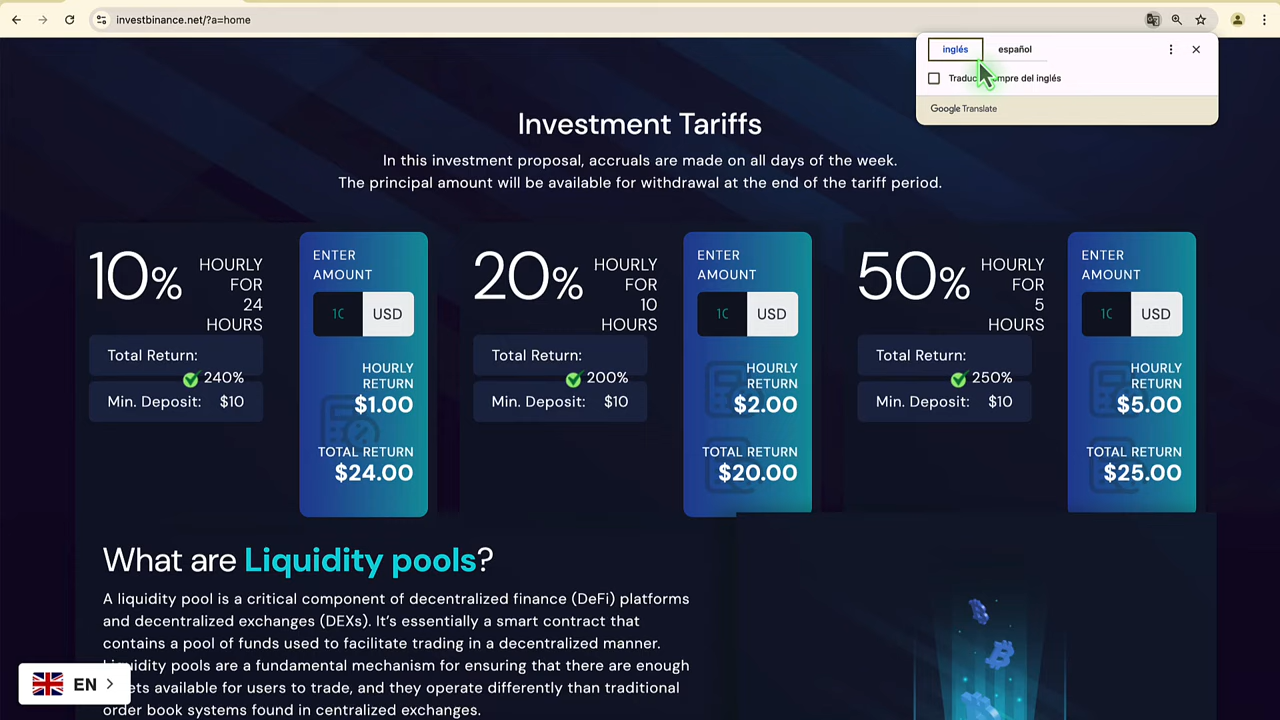 investbinance.net/?a=home
inglés
español
Google Translate
Investment Tariffs
In this investment proposal, accruals are made on all days of the week.
The principal amount will be available for withdrawal at the end of the tariff period.
10%
HOURLY
FOR
24
HOURS
Total Return:
240%
Min. Deposit: $10
ENTER
AMOUNT
USD
HOURLY
RETURN
$1.00
TOTAL RETURN
$24.00
20%
HOURLY
FOR
10
HOURS
Total Return:
200%
Min. Deposit: $10
ENTER
AMOUNT
USD
HOURLY
RETURN
$2.00
TOTAL RETURN
$20.00
50%
HOURLY
FOR
5
HOURS
Total Return:
250%
Min. Deposit: $10
ENTER
AMOUNT
USD
HOURLY
RETURN
$5.00
TOTAL RETURN
$25.00
What are Liquidity pools?
A liquidity pool is a critical component of decentralized finance (DeFi) platforms
and decentralized exchanges (DEXs). It's essentially a smart contract that
contains a pool of funds used to facilitate trading in a decentralized manner.
Liquidity pools are a fundamental mechanism for ensuring that there are enough
available for users to trade, and they operate differently than traditional
order book systems found in centralized exchanges.
EN